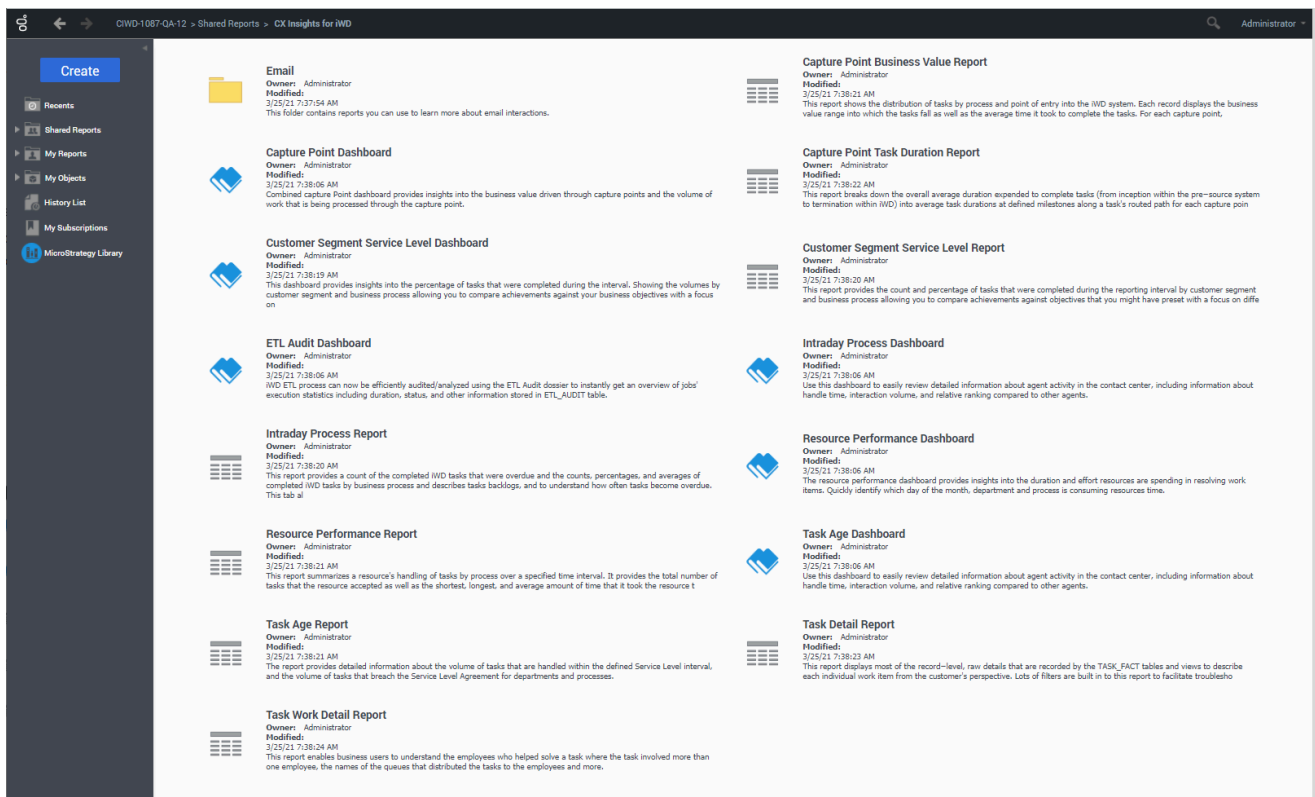 CIWD-1087-QA-12 > Shared Reports > CX Insights for iWD
Administrator
Create
Recents
Shared Reports
My Reports
My Objects
History List
My Subscriptions
MicroStrategy Library
Email
Owner: Administrator
Modified:
3/25/21 7:37:54 AM
This folder contains reports you can use to learn more about email interactions.
Capture Point Business Value Report
Owner: Administrator
Modified:
3/25/21 7:38:21 AM
This report shows the distribution of tasks by process and point of entry into the iWD system. Each record displays the business
value range into which the tasks fall as well as the average time it took to complete the tasks. For each capture point,
Capture Point Dashboard
Owner: Administrator
Modified:
3/25/21 7:38:06 AM
Combined capture Point dashboard provides insights into the business value driven through capture points and the volume of
work that is being processed through the capture point.
Capture Point Task Duration Report
Owner: Administrator
Modified:
3/25/21 7:38:22 AM
This report breaks down the overall average duration expended to complete tasks (from inception within the pre-source system
to termination within iWD) into average task durations at defined milestones along a task's routed path for each capture poin
Customer Segment Service Level Dashboard
Owner: Administrator
Modified:
3/25/21 7:38:19 AM
This dashboard provides insights into the percentage of tasks that were completed during the interval. Showing the volumes by
customer segment and business process allowing you to compare achievements against your business objectives with a focus
on
Customer Segment Service Level Report
Owner: Administrator
Modified:
3/25/21 7:38:20 AM
This report provides the count and percentage of tasks that were completed during the reporting interval by customer segment
and business process allowing you to compare achievements against objectives that you might have preset with a focus on diffe
ETL Audit Dashboard
Owner: Administrator
Modified:
3/25/21 7:38:06 AM
iWD ETL process can now be efficiently audited/analyzed using the ETL Audit dossier to instantly get an overview of jobs'
execution statistics including duration, status, and other information stored in ETL_AUDIT table.
Intraday Process Dashboard
Owner: Administrator
Modified:
3/25/21 7:38:06 AM
Use this dashboard to easily review detailed information about agent activity in the contact center, including information about
handle time, interaction volume, and relative ranking compared to other agents.
Intraday Process Report
Owner: Administrator
Modified:
3/25/21 7:38:20 AM
This report provides a count of the completed iWD tasks that were overdue and the counts, percentages, and averages of
completed iWD tasks by business process and describes tasks backlogs, and to understand how often tasks become overdue.
This tab al
Resource Performance Dashboard
Owner: Administrator
Modified:
3/25/21 7:38:06 AM
The resource performance dashboard provides insights into the duration and effort resources are spending in resolving work
items. Quickly identify which day of the month, department and process is consuming resources time.
Resource Performance Report
Owner: Administrator
Modified:
3/25/21 7:38:21 AM
This report summarizes a resource's handling of tasks by process over a specified time interval. It provides the total number of
tasks that the resource accepted as well as the shortest, longest, and average amount of time that it took the resource t
Task Age Dashboard
Owner: Administrator
Modified:
3/25/21 7:38:06 AM
Use this dashboard to easily review detailed information about agent activity in the contact center, including information about
handle time, interaction volume, and relative ranking compared to other agents.
Task Age Report
Owner: Administrator
Modified:
3/25/21 7:38:21 AM
The report provides detailed information about the volume of tasks that are handled within the defined Service Level interval,
and the volume of tasks that breach the Service Level Agreement for departments and processes.
Task Detail Report
Owner: Administrator
Modified:
3/25/21 7:38:23 AM
This report displays most of the record-level, raw details that are recorded by the TASK_FACT tables and views to describe
each individual work item from the customer's perspective. Lots of filters are built in to this report to facilitate troublesho
Task Work Detail Report
Owner: Administrator
Modified:
3/25/21 7:38:24 AM
This report enables business users to understand the employees who helped solve a task where the task involved more than
one employee, the names of the queues that distributed the tasks to the employees and more.